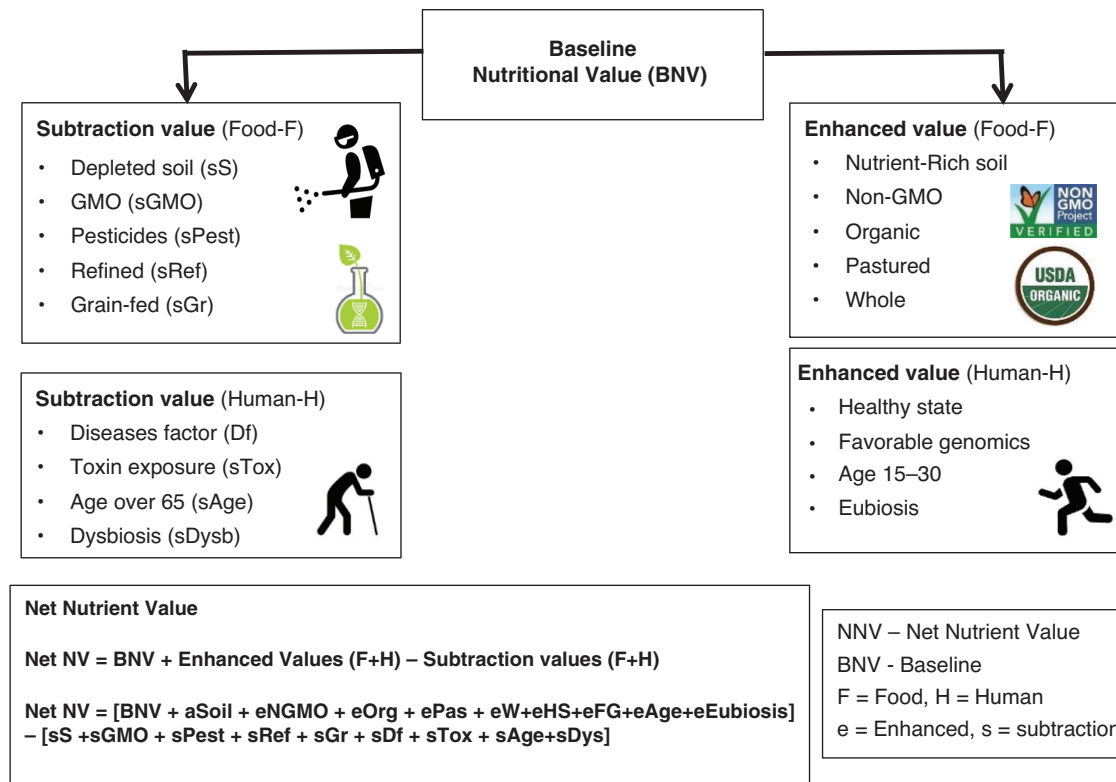 Baseline
Nutritional Value (BNV)
Subtraction value (Food-F)
• Depleted soil (sS)
• GMO (sGMO)
• Pesticides (sPest)
• Refined (sRef)
• Grain-fed (sGr)
Enhanced value (Food-F)
• Nutrient-Rich soil
• Non-GMO
• Organic
• Pastured
• Whole
NON
GMO
Project
VERIFIED
USDA
ORGANIC
Subtraction value (Human-H)
• Diseases factor (Df)
• Toxin exposure (sTox)
• Age over 65 (sAge)
• Dysbiosis (sDysb)
Enhanced value (Human-H)
• Healthy state
• Favorable genomics
• Age 15–30
• Eubiosis
Net Nutrient Value
Net NV = BNV + Enhanced Values (F+H) – Subtraction values (F+H)
Net NV = [BNV + aSoil + eNGMO + eOrg + ePas + eW+eHS+eFG+eAge+eEubiosis]
– [sS +sGMO + sPest + sRef + sGr + sDf + sTox + sAge+sDys]
NNV – Net Nutrient Value
BNV - Baseline
F = Food, H = Human
e = Enhanced, s = subtraction